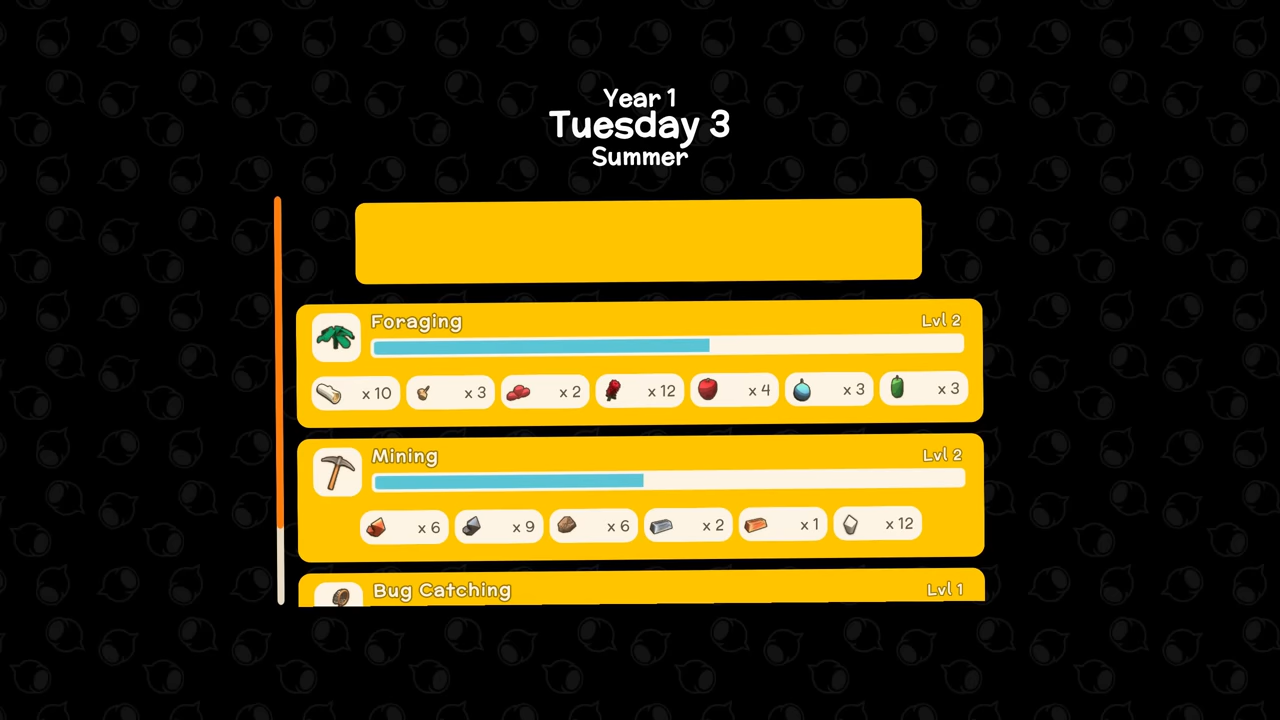 Year 1
Tuesday 3
Summer
Foraging Lvl 2
x 10 x 3 x 2 x 12 x 4 x 3 x 3
Mining Lvl 2
x 6 x 9 x 6 x 2 x 1 x 12
Bug Catching Lvl 1